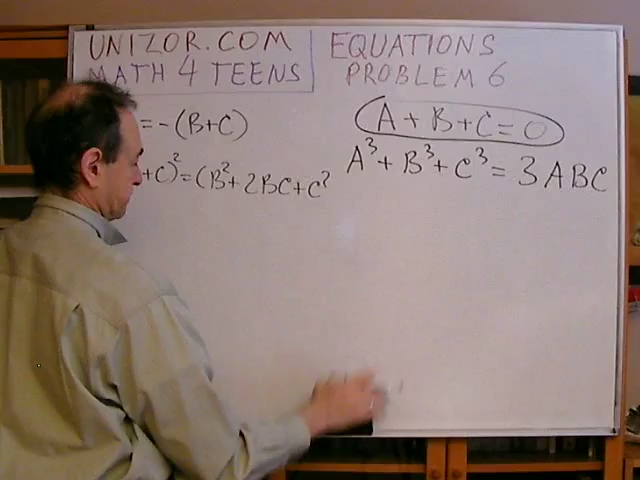 UNIZOR.COM
MATH 4 TEENS
EQUATIONS
PROBLEM 6
= -(B+C)
+C)² = (B² + 2BC + C²
A + B + C = 0
A³ + B³ + C³ = 3ABC